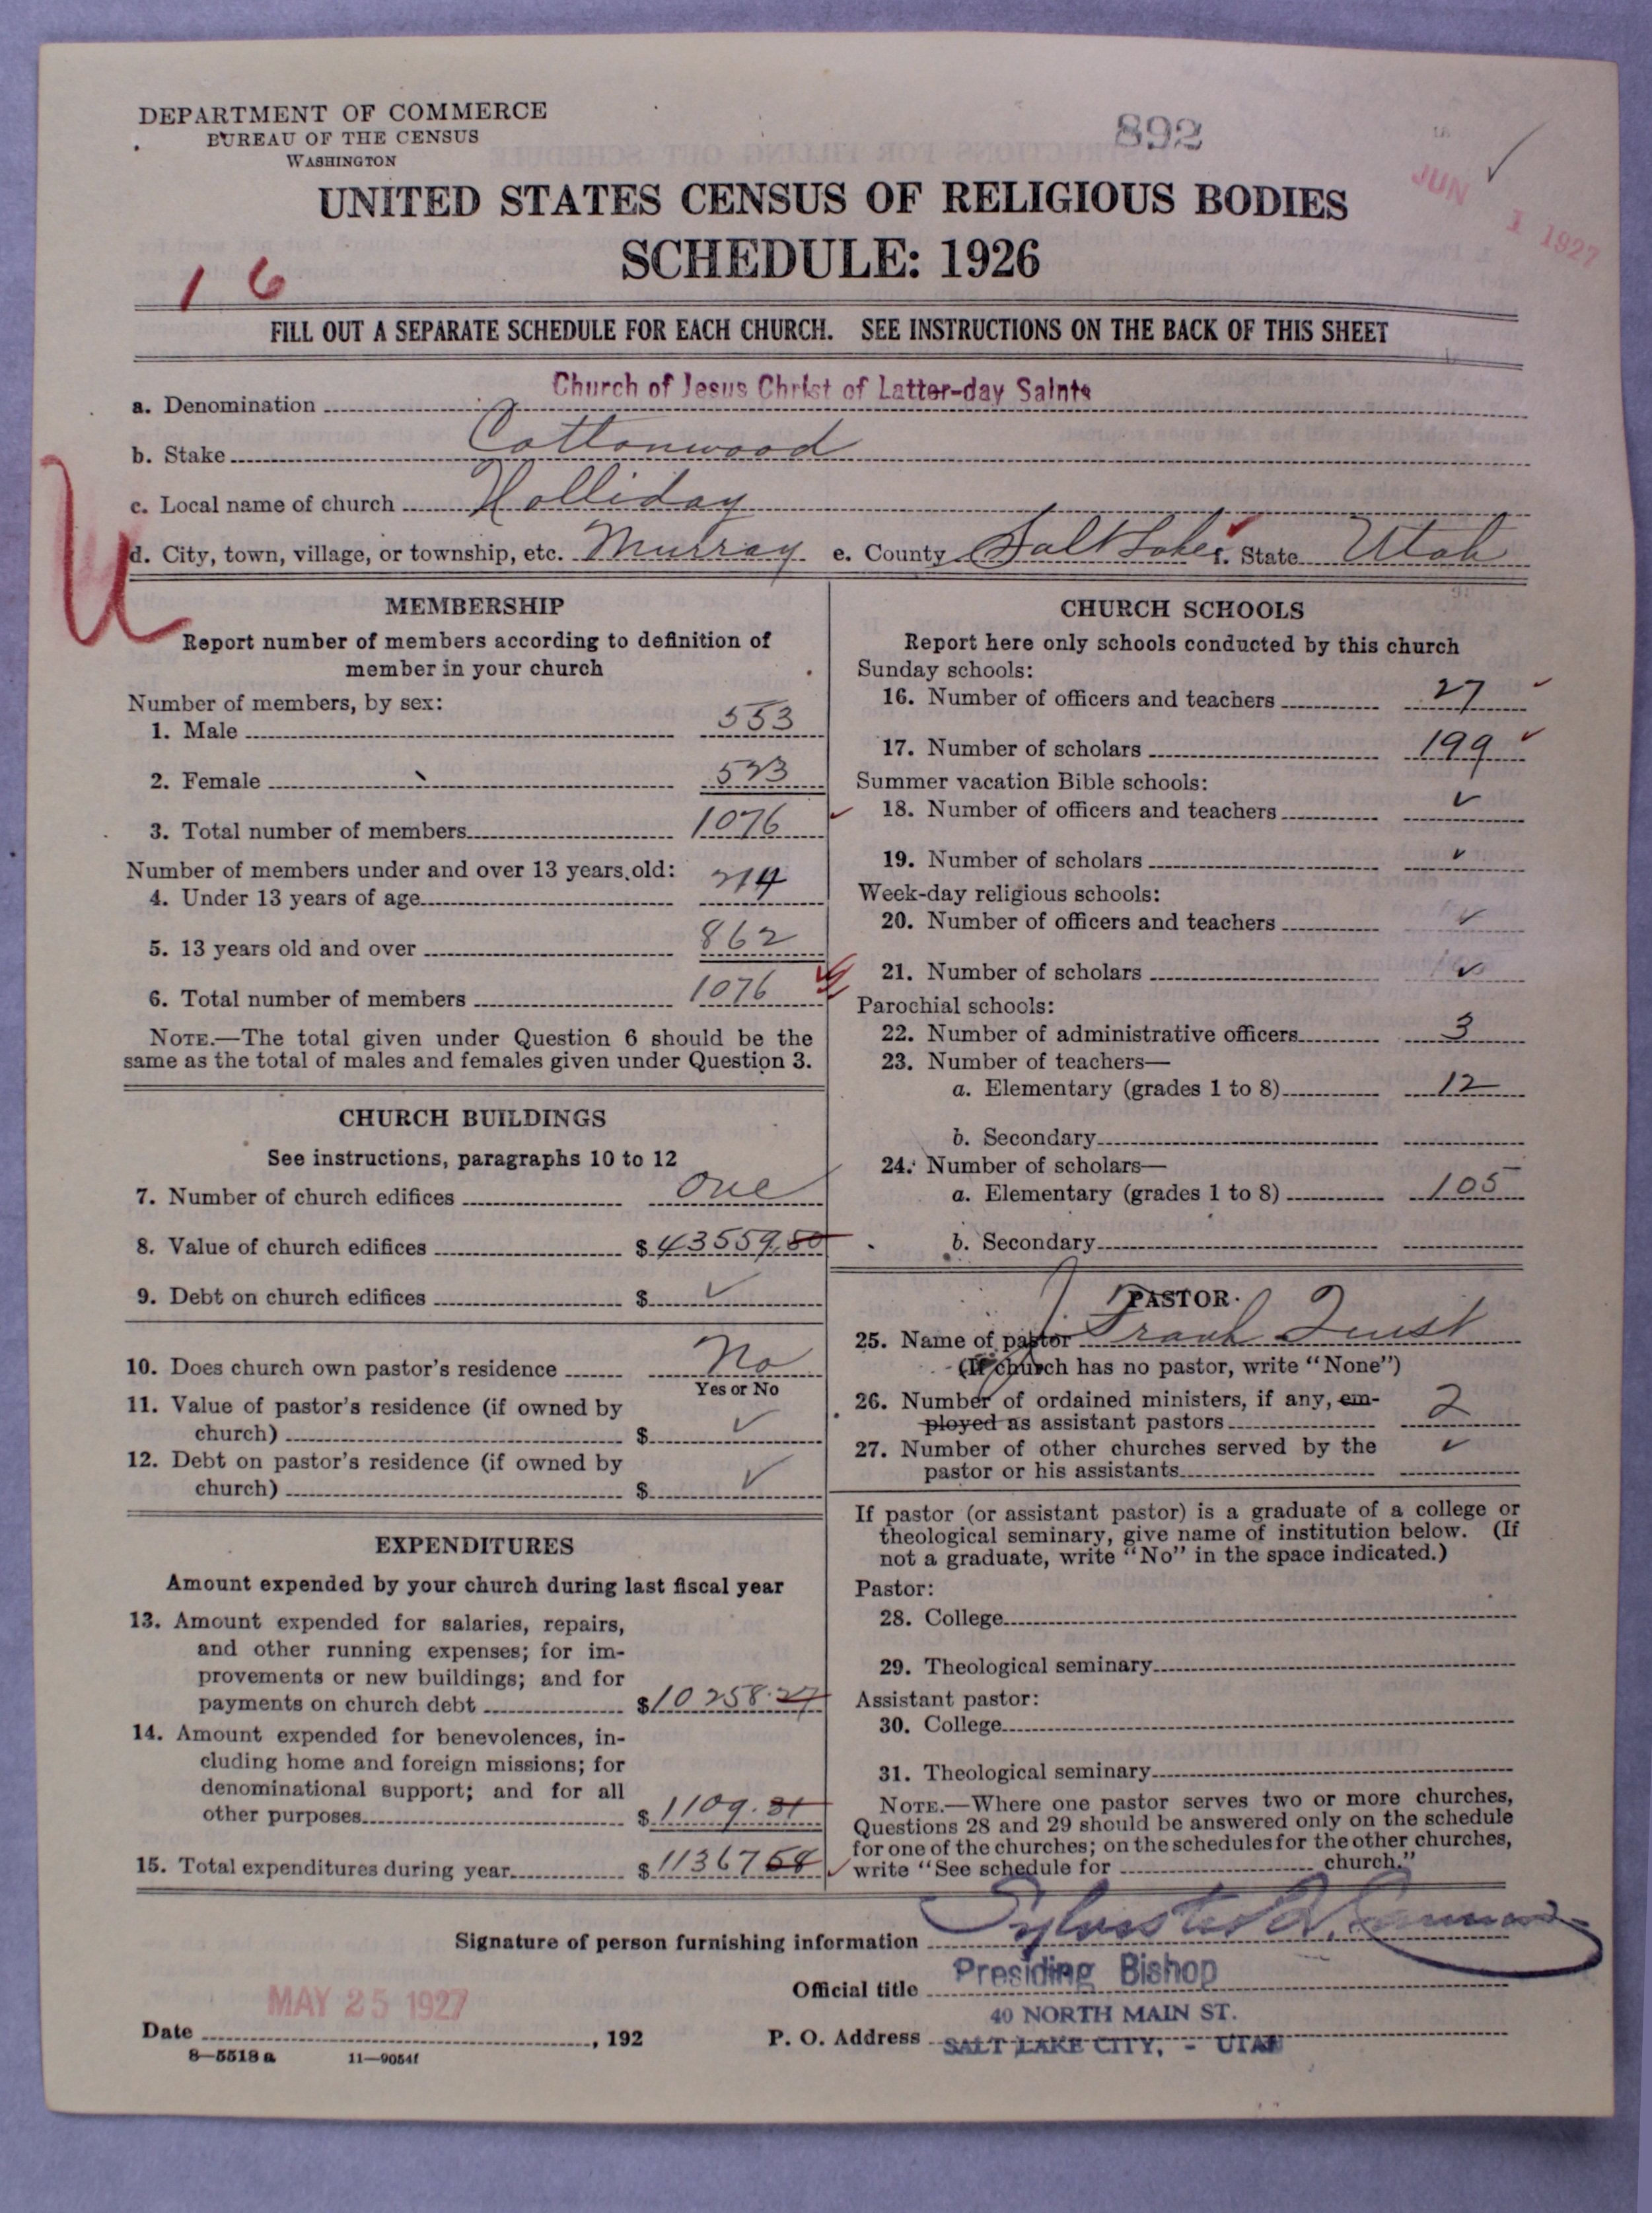 DEPARTMENT OF COMMERCE
BUREAU OF THE CENSUS
WASHINGTON
892
JUN 1 1927
UNITED STATES CENSUS OF RELIGIOUS BODIES
SCHEDULE: 1926
1 6
FILL OUT A SEPARATE SCHEDULE FOR EACH CHURCH. SEE INSTRUCTIONS ON THE BACK OF THIS SHEET
a. Denomination Church of Jesus Christ of Latter-day Saints
b. Stake Cottonwood
c. Local name of church Holliday
d. City, town, village, or township, etc. Murray e. County Salt Lake f. State Utah
MEMBERSHIP
Report number of members according to definition of
member in your church
Number of members, by sex:
1. Male 553
2. Female 523
3. Total number of members 1076
Number of members under and over 13 years old:
4. Under 13 years of age 214
5. 13 years old and over 862
6. Total number of members 1076
NOTE.—The total given under Question 6 should be the
same as the total of males and females given under Question 3.
CHURCH BUILDINGS
See instructions, paragraphs 10 to 12
7. Number of church edifices one
8. Value of church edifices $ 43559.80
9. Debt on church edifices $ ✓
10. Does church own pastor's residence No
Yes or No
11. Value of pastor's residence (if owned by
church) $ ✓
12. Debt on pastor's residence (if owned by
church) $ ✓
EXPENDITURES
Amount expended by your church during last fiscal year
13. Amount expended for salaries, repairs,
and other running expenses; for im-
provements or new buildings; and for
payments on church debt $ 10258.27
14. Amount expended for benevolences, in-
cluding home and foreign missions; for
denominational support; and for all
other purposes $ 1109.31
15. Total expenditures during year $ 11367 58
CHURCH SCHOOLS
Report here only schools conducted by this church
Sunday schools:
16. Number of officers and teachers 27
17. Number of scholars 199
Summer vacation Bible schools:
18. Number of officers and teachers ✓
19. Number of scholars ✓
Week-day religious schools:
20. Number of officers and teachers ✓
21. Number of scholars ✓
Parochial schools:
22. Number of administrative officers 3
23. Number of teachers—
a. Elementary (grades 1 to 8) 12
b. Secondary
24. Number of scholars—
a. Elementary (grades 1 to 8) 105
b. Secondary
PASTOR
25. Name of pastor J Frank Quist
(If church has no pastor, write "None")
26. Number of ordained ministers, if any, em-
ployed as assistant pastors 2
27. Number of other churches served by the
pastor or his assistants ✓
If pastor (or assistant pastor) is a graduate of a college or
theological seminary, give name of institution below. (If
not a graduate, write "No" in the space indicated.)
Pastor:
28. College
29. Theological seminary
Assistant pastor:
30. College
31. Theological seminary
NOTE.—Where one pastor serves two or more churches,
Questions 28 and 29 should be answered only on the schedule
for one of the churches; on the schedules for the other churches,
write "See schedule for church."
Signature of person furnishing information Sylvester Q. Cannon
Official title Presiding Bishop
Date MAY 25 1927, 192
P. O. Address 40 NORTH MAIN ST.
SALT LAKE CITY, - UTAH
8—5518 a 11—9054f